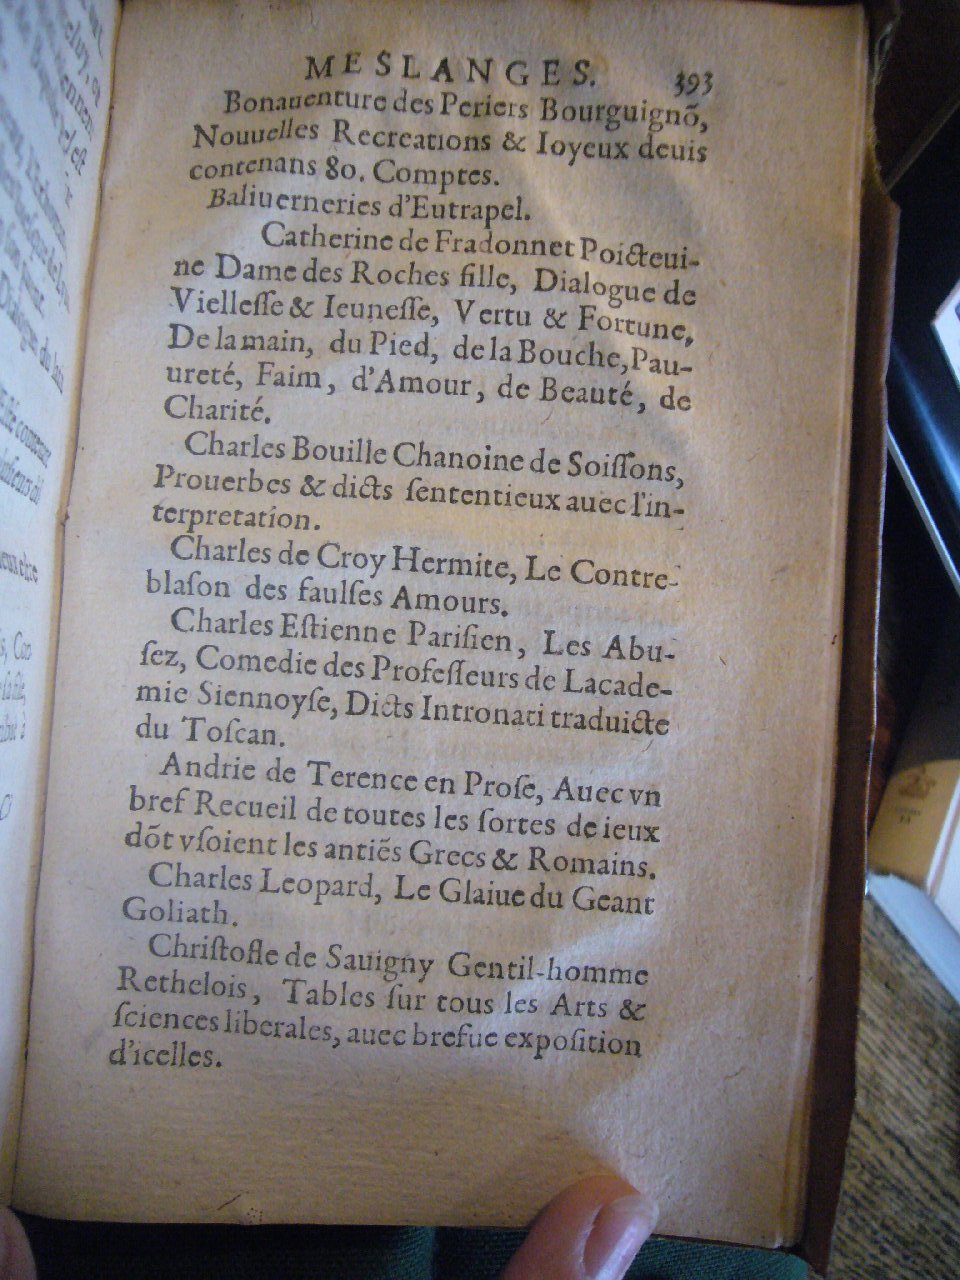 MESLANGES. 393
Bonauenture des Periers Bourguignõ,
Nouuelles Recreations & Ioyeux deuis
contenans 80. Comptes.
Baliuerneries d'Eutrapel.
Catherine de Fradonnet Poicteui-
ne Dame des Roches fille, Dialogue de
Vielleſſe & Ieuneſſe, Vertu & Fortune,
De la main, du Pied, de la Bouche, Pau-
ureté, Faim, d'Amour, de Beauté, de
Charité.
Charles Bouille Chanoine de Soiſſons,
Prouerbes & dicts ſententieux auec l'in-
terpretation.
Charles de Croy Hermite, Le Contre-
blaſon des faulſes Amours.
Charles Eſtienne Pariſien, Les Abu-
ſez, Comedie des Profeſſeurs de Lacade-
mie Siennoyſe, Dicts Intronati traduicte
du Toſcan.
Andrie de Terence en Proſe, Auec vn
bref Recueil de toutes les ſortes de ieux
dõt vſoient les antiẽs Grecs & Romains.
Charles Leopard, Le Glaiue du Geant
Goliath.
Chriſtofle de Sauigny Gentil-homme
Rethelois, Tables ſur tous les Arts &
ſciences liberales, auec brefue expoſition
d'icelles.